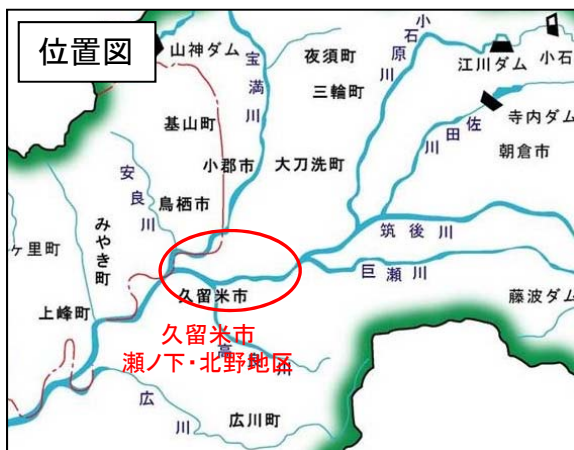 位置図
山神ダム
宝満川
夜須町
三輪町
小石原川
江川ダム
小石
寺内ダム
佐田川
朝倉市
基山町
小郡市
大刀洗町
安良川
鳥栖市
みやき町
ヶ里町
筑後川
巨瀬川
久留米市
藤波ダム
上峰町
久留米市
瀬ノ下・北野地区
高良川
広川
広川町